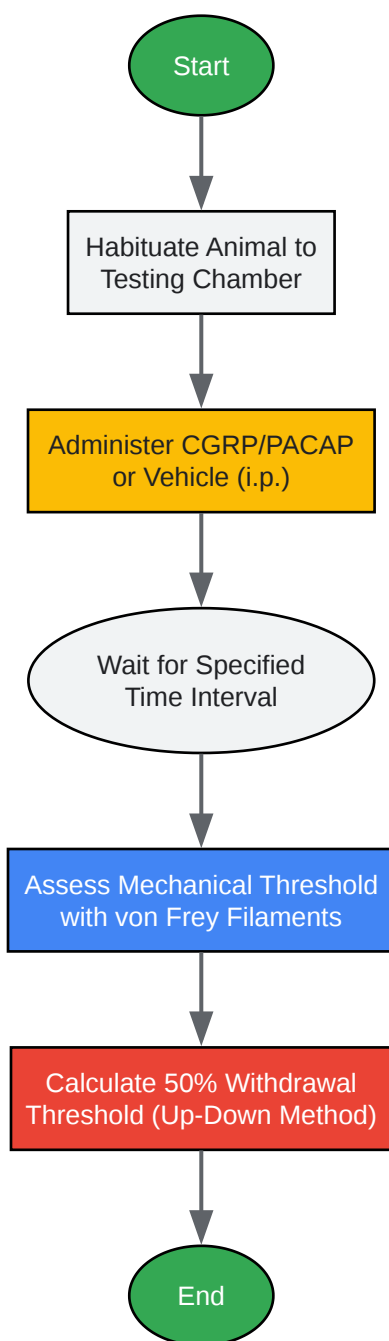 Start
Habituate Animal to
Testing Chamber
Administer CGRP/PACAP
or Vehicle (i.p.)
Wait for Specified
Time Interval
Assess Mechanical Threshold
with von Frey Filaments
Calculate 50% Withdrawal
Threshold (Up-Down Method)
End